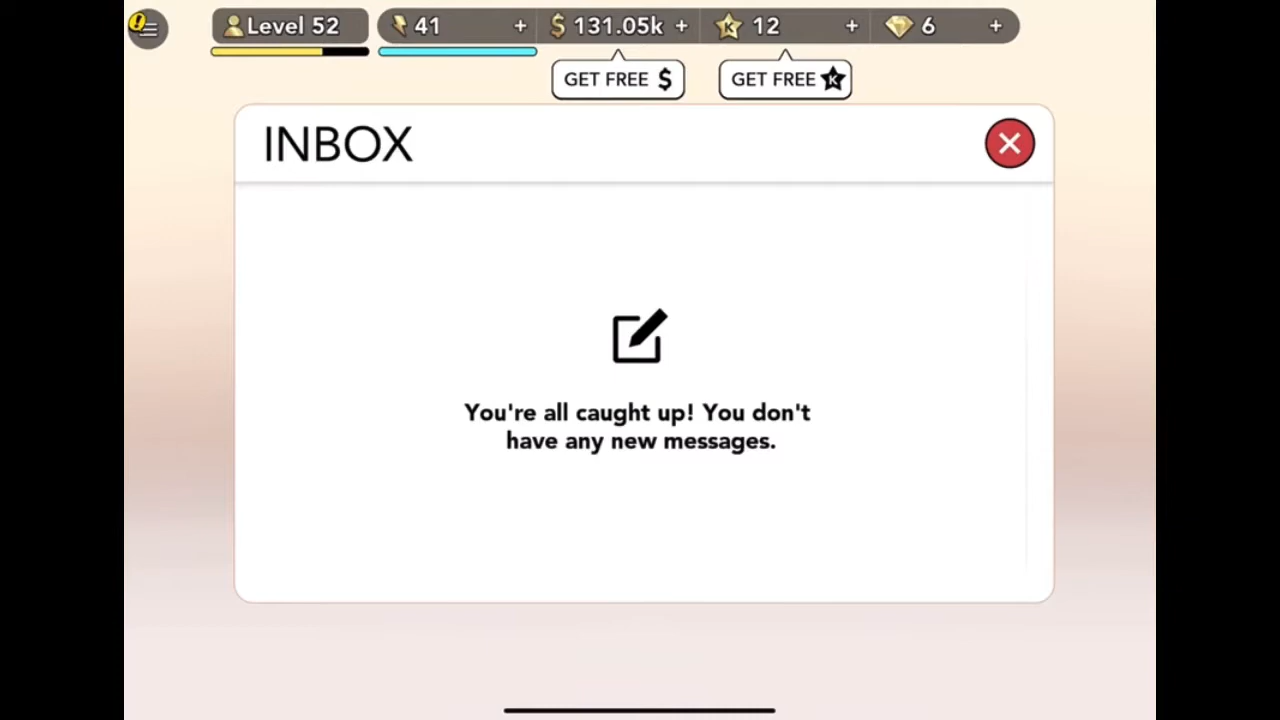 Level 52
41 +
$ 131.05k +
K 12 +
6 +
GET FREE $
GET FREE K
INBOX
You're all caught up! You don't
have any new messages.